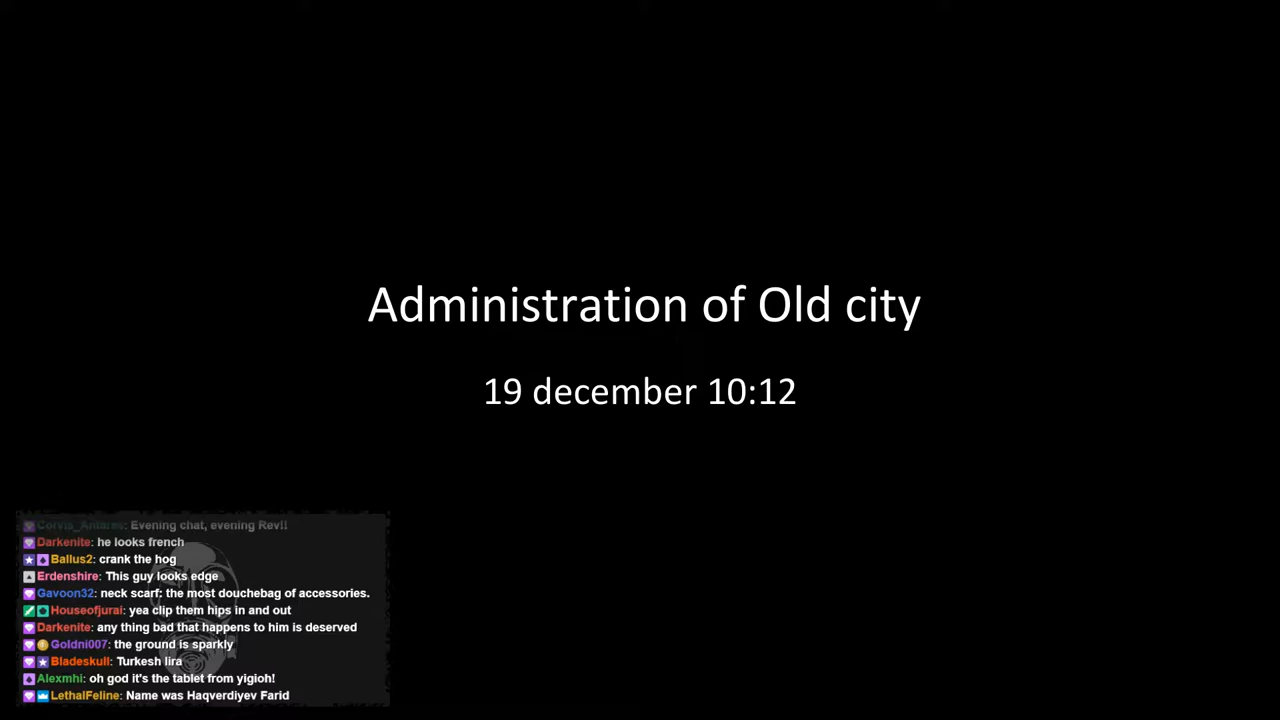 Administration of Old city
19 december 10:12
Corvis_Antares: Evening chat, evening Rev!!
Darkenite: he looks french
Ballus2: crank the hog
Erdenshire: This guy looks edge
Gavoon32: neck scarf: the most douchebag of accessories.
Houseofjurai: yea clip them hips in and out
Darkenite: any thing bad that happens to him is deserved
Goldni007: the ground is sparkly
Bladeskull: Turkesh lira
Alexmhi: oh god it's the tablet from yigioh!
LethalFeline: Name was Haqverdiyev Farid